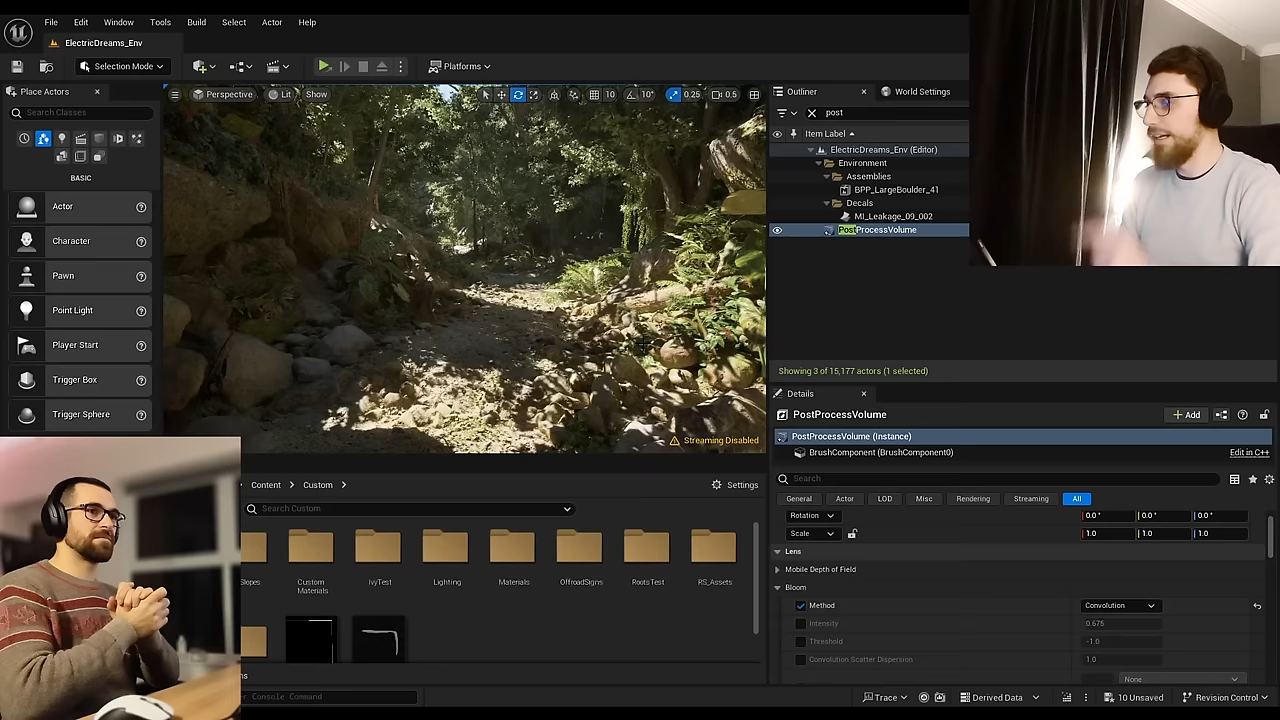 File Edit Window Tools Build Select Actor Help
ElectricDreams_Env
Selection Mode
Platforms
Place Actors
Search Classes
BASIC
Actor
Character
Pawn
Point Light
Player Start
Trigger Box
Trigger Sphere
Perspective Lit Show
10 10° 0.25 0.5
Streaming Disabled
Content Custom
Settings
Search Custom
Custom Materials
IvyTest
Lighting
Materials
OffroadSigns
RootsTest
RS_Assets
Console Command
Outliner
World Settings
post
Item Label
ElectricDreams_Env (Editor)
Environment
Assemblies
BPP_LargeBoulder_41
Decals
MI_Leakage_09_002
PostProcessVolume
Showing 3 of 15,177 actors (1 selected)
Details
PostProcessVolume
Add
PostProcessVolume (Instance)
BrushComponent (BrushComponent0)
Edit in C++
Search
General Actor LOD Misc Rendering Streaming All
Rotation 0.0° 0.0° 0.0°
Scale 1.0 1.0 1.0
Lens
Mobile Depth of Field
Bloom
Method Convolution
Intensity 0.675
Threshold -1.0
Convolution Scatter Dispersion 1.0
None
Trace Derived Data 10 Unsaved Revision Control